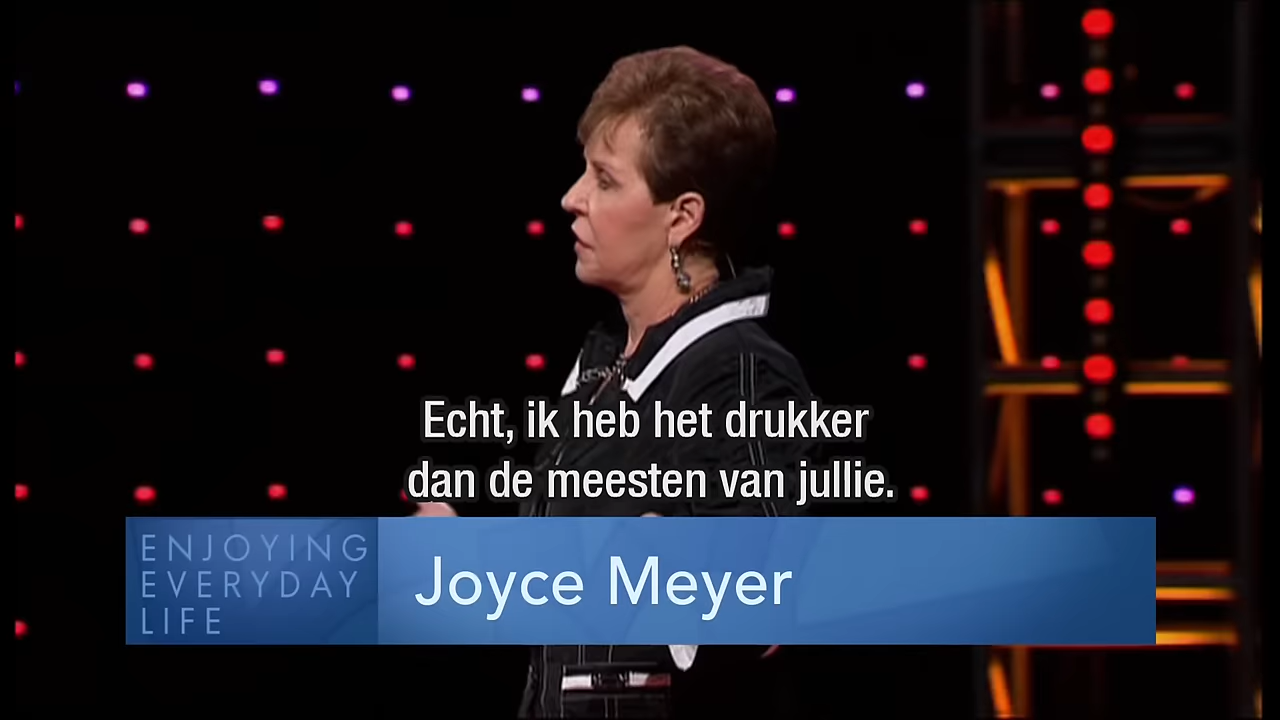 Echt, ik heb het drukker
dan de meesten van jullie.
ENJOYING
EVERYDAY
LIFE
Joyce Meyer